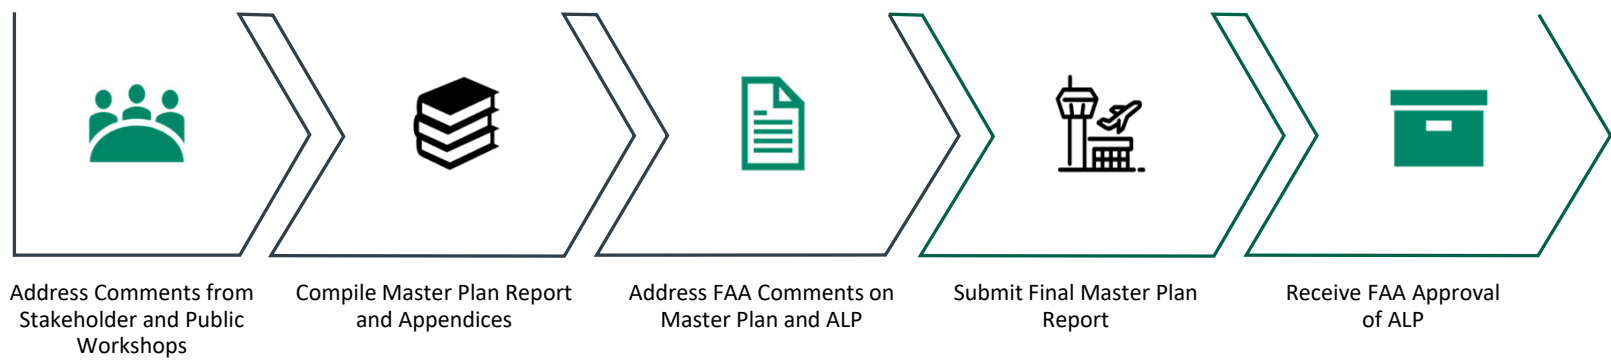 Address Comments from
Stakeholder and Public
Workshops
Compile Master Plan Report
and Appendices
Address FAA Comments on
Master Plan and ALP
Submit Final Master Plan
Report
Receive FAA Approval
of ALP